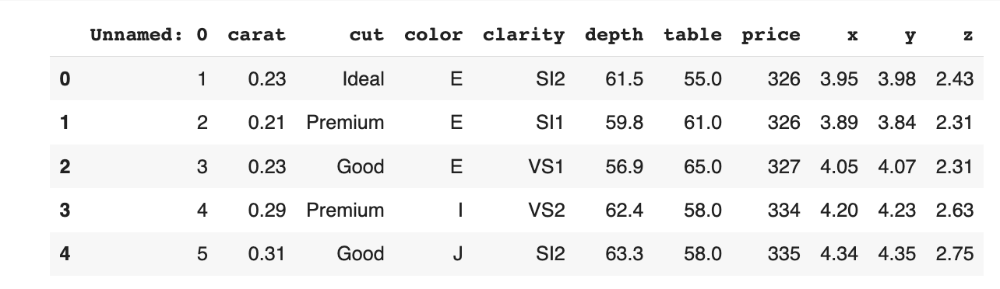 Unnamed: 0 carat cut color clarity depth table price x y z
0 1 0.23 Ideal E SI2 61.5 55.0 326 3.95 3.98 2.43
1 2 0.21 Premium E SI1 59.8 61.0 326 3.89 3.84 2.31
2 3 0.23 Good E VS1 56.9 65.0 327 4.05 4.07 2.31
3 4 0.29 Premium I VS2 62.4 58.0 334 4.20 4.23 2.63
4 5 0.31 Good J SI2 63.3 58.0 335 4.34 4.35 2.75